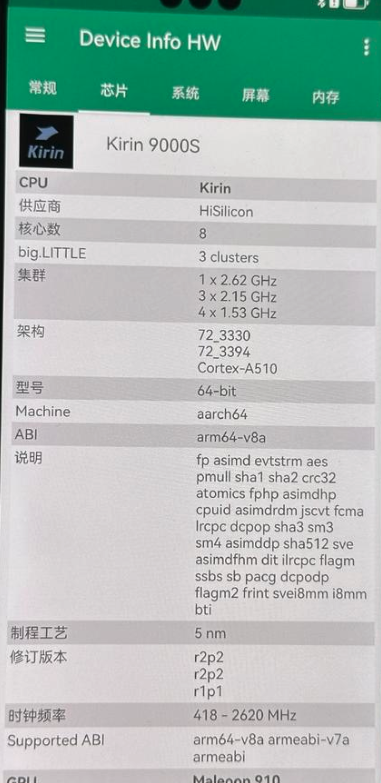 Device Info HW
常规 芯片 系统 屏幕 内存
Kirin
Kirin 9000S
CPU Kirin
供应商 HiSilicon
核心数 8
big.LITTLE 3 clusters
集群 1 x 2.62 GHz
3 x 2.15 GHz
4 x 1.53 GHz
架构 72_3330
72_3394
Cortex-A510
型号 64-bit
Machine aarch64
ABI arm64-v8a
说明 fp asimd evtstrm aes
pmull sha1 sha2 crc32
atomics fphp asimdhp
cpuid asimdrdm jscvt fcma
lrcpc dcpop sha3 sm3
sm4 asimddp sha512 sve
asimdfhm dit ilrcpc flagm
ssbs sb pacg dcpodp
flagm2 frint svei8mm i8mm
bti
制程工艺 5 nm
修订版本 r2p2
r2p2
r1p1
时钟频率 418 - 2620 MHz
Supported ABI arm64-v8a armeabi-v7a
armeabi
GPU Maleoon 910